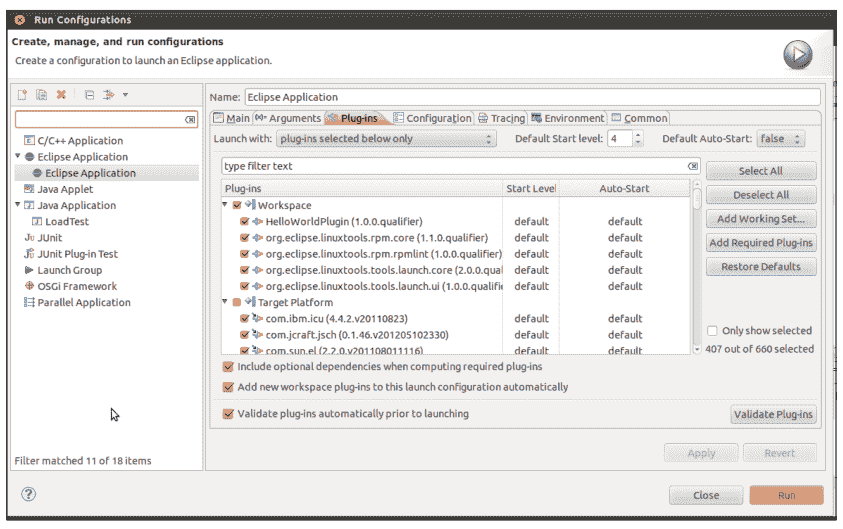 Run Configurations
Create, manage, and run configurations
Create a configuration to launch an Eclipse application.
C/C++ Application
Eclipse Application
Eclipse Application
Java Applet
Java Application
LoadTest
JUnit
JUnit Plug-in Test
Launch Group
OSGi Framework
Parallel Application
Filter matched 11 of 18 items
Name: Eclipse Application
Main Arguments Plug-ins Configuration Tracing Environment Common
Launch with: plug-ins selected below only Default Start level: 4 Default Auto-Start: false
type filter text
Plug-ins Start Level Auto-Start
Workspace
HelloWorldPlugin (1.0.0.qualifier) default default
org.eclipse.linuxtools.rpm.core (1.1.0.qualifier) default default
org.eclipse.linuxtools.rpm.rpmlint (1.0.0.qualifier) default default
org.eclipse.linuxtools.tools.launch.core (2.0.0.qual default default
org.eclipse.linuxtools.tools.launch.ui (1.0.0.qualifie default default
Target Platform
com.ibm.icu (4.4.2.v20110823) default default
com.jcraft.jsch (0.1.46.v201205102330) default default
com.sun.el (2.2.0.v201108011116) default default
Select All
Deselect All
Add Working Set...
Add Required Plug-ins
Restore Defaults
Only show selected
407 out of 660 selected
Include optional dependencies when computing required plug-ins
Add new workspace plug-ins to this launch configuration automatically
Validate plug-ins automatically prior to launching Validate Plug-ins
Apply Revert
? Close Run